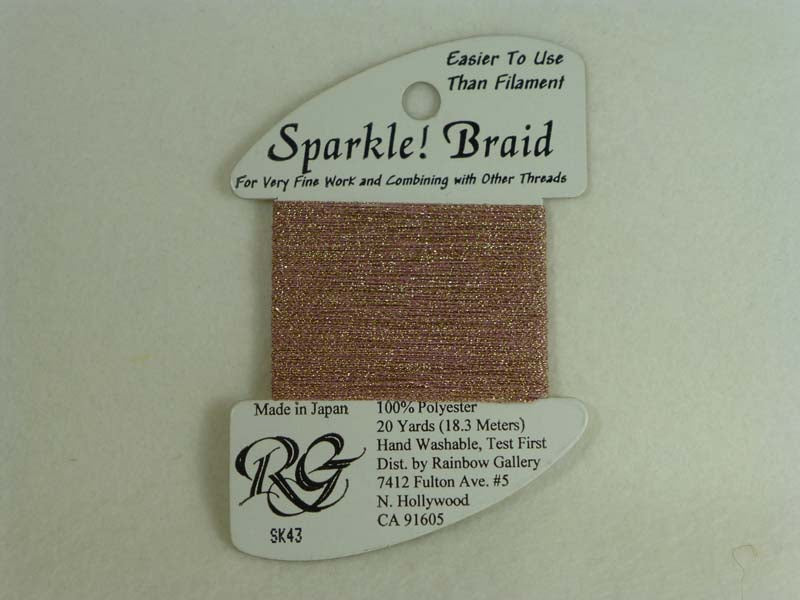 Easier To Use
Than Filament
Sparkle! Braid
For Very Fine Work and Combining with Other Threads
Made in Japan
RG
SK43
100% Polyester
20 Yards (18.3 Meters)
Hand Washable, Test First
Dist. by Rainbow Gallery
7412 Fulton Ave. #5
N. Hollywood
CA 91605